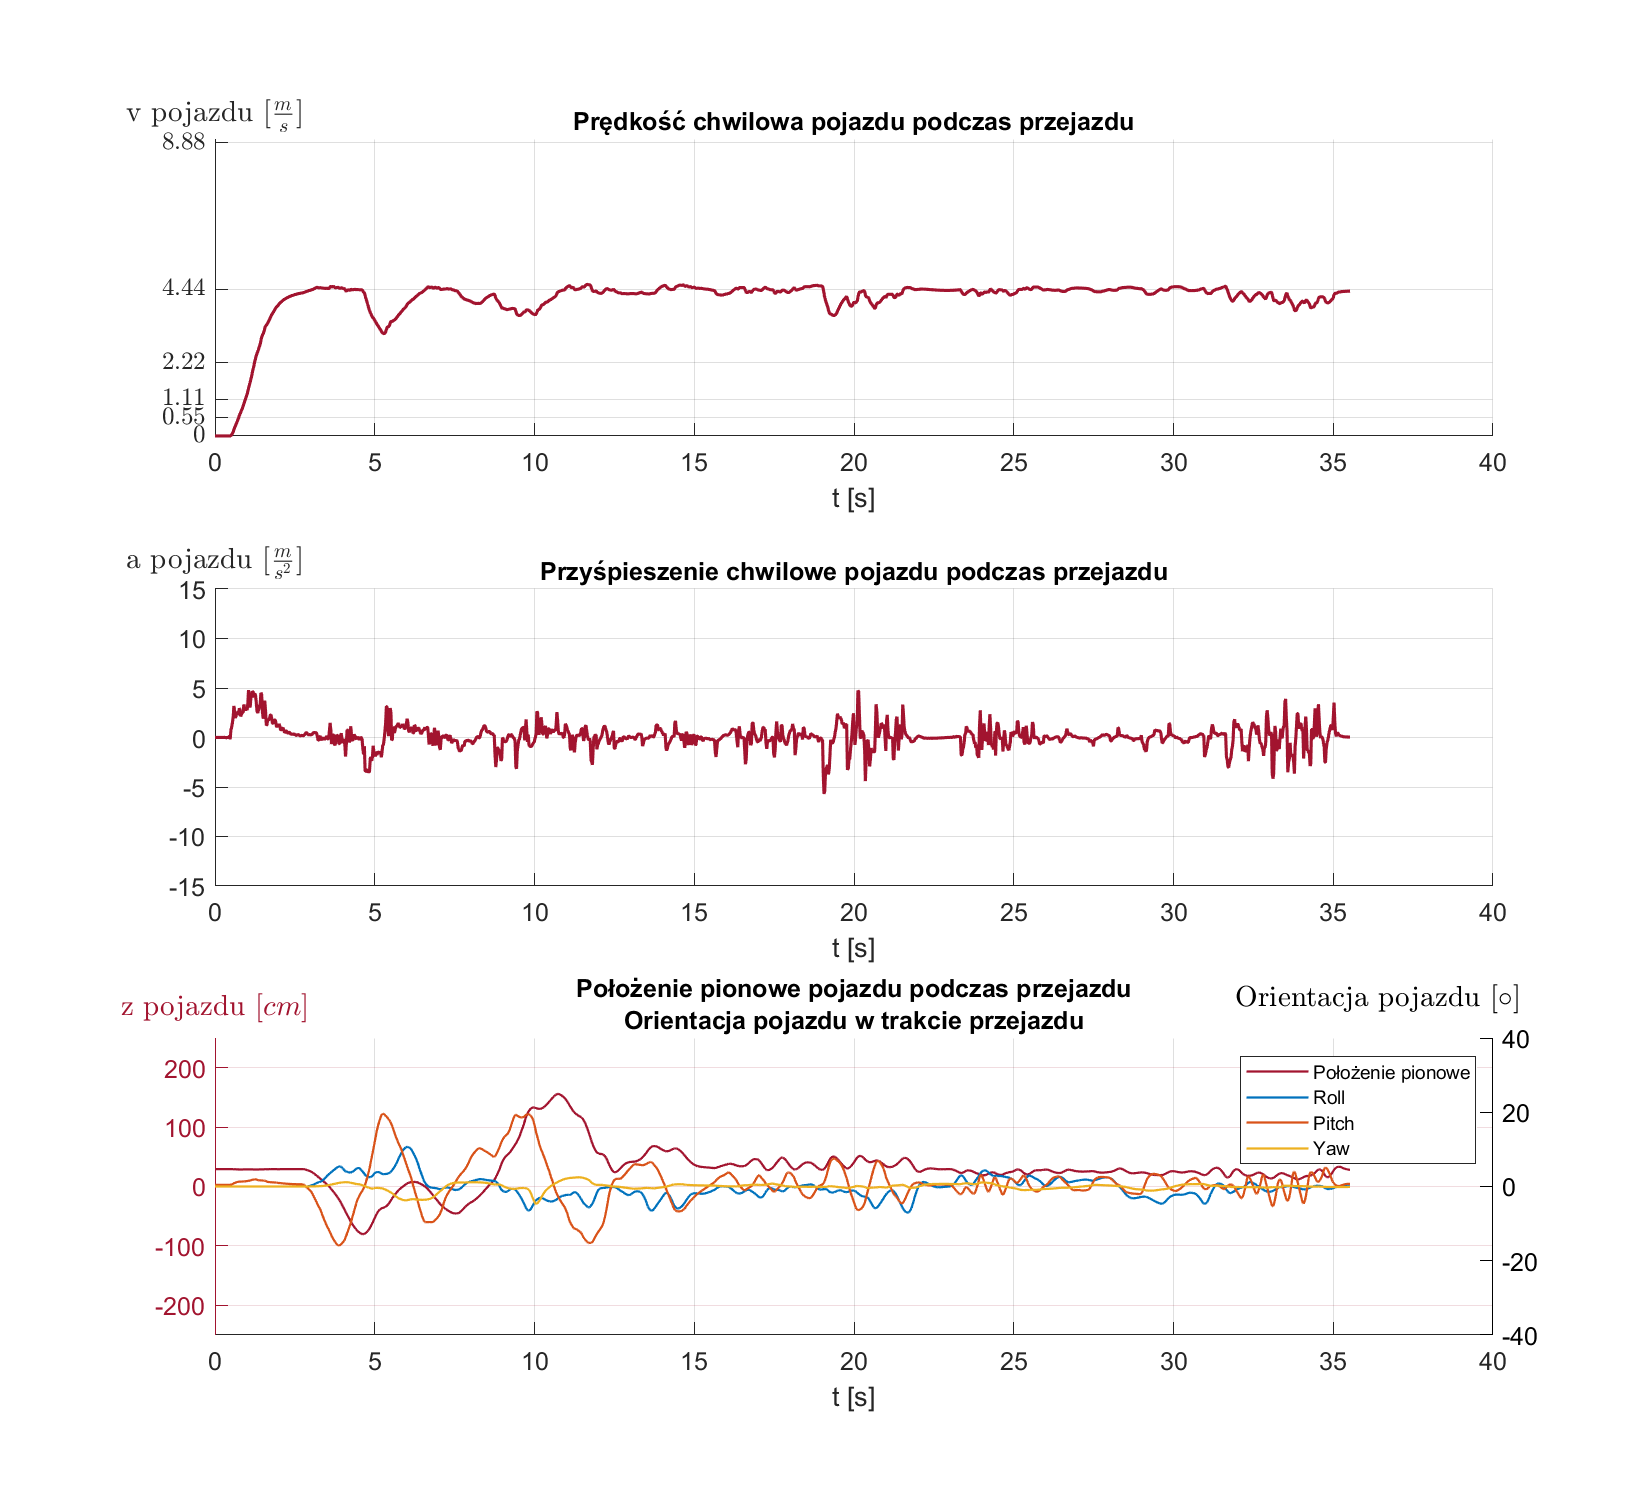 v pojazdu [m/s]
Prędkość chwilowa pojazdu podczas przejazdu
8.88
4.44
2.22
1.11
0.55
0
0 5 10 15 20 25 30 35 40
t [s]
a pojazdu [m/s²]
Przyśpieszenie chwilowe pojazdu podczas przejazdu
15
10
5
0
-5
-10
-15
0 5 10 15 20 25 30 35 40
t [s]
z pojazdu [cm]
Położenie pionowe pojazdu podczas przejazdu
Orientacja pojazdu w trakcie przejazdu
Orientacja pojazdu [∘]
200
100
0
-100
-200
40
20
0
-20
-40
Położenie pionowe
Roll
Pitch
Yaw
0 5 10 15 20 25 30 35 40
t [s]